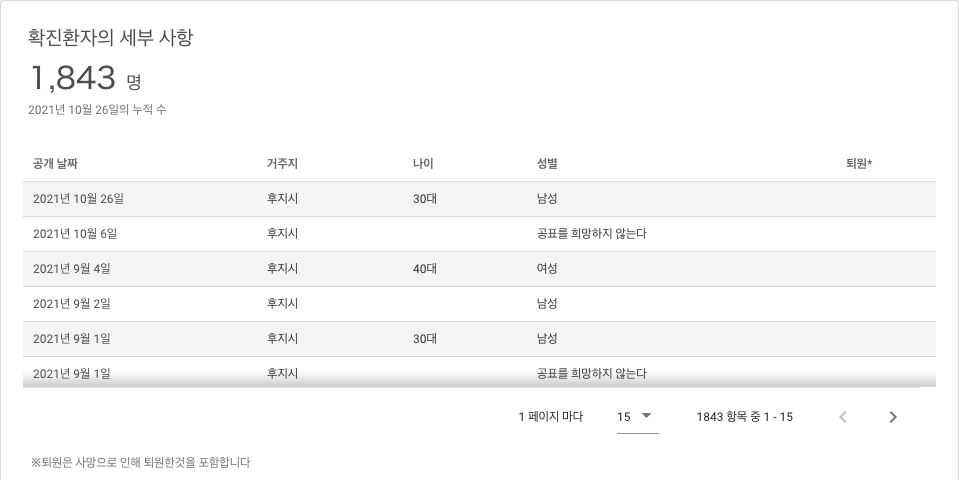 확진환자의 세부 사항
1,843 명
2021년 10월 26일의 누적 수
공개 날짜 거주지 나이 성별 퇴원*
2021년 10월 26일 후지시 30대 남성
2021년 10월 6일 후지시 공표를 희망하지 않는다
2021년 9월 4일 후지시 40대 여성
2021년 9월 2일 후지시 남성
2021년 9월 1일 후지시 30대 남성
2021년 9월 1일 후지시 공표를 희망하지 않는다
1 페이지 마다 15 1843 항목 중 1 - 15
※퇴원은 사망으로 인해 퇴원한것을 포함합니다